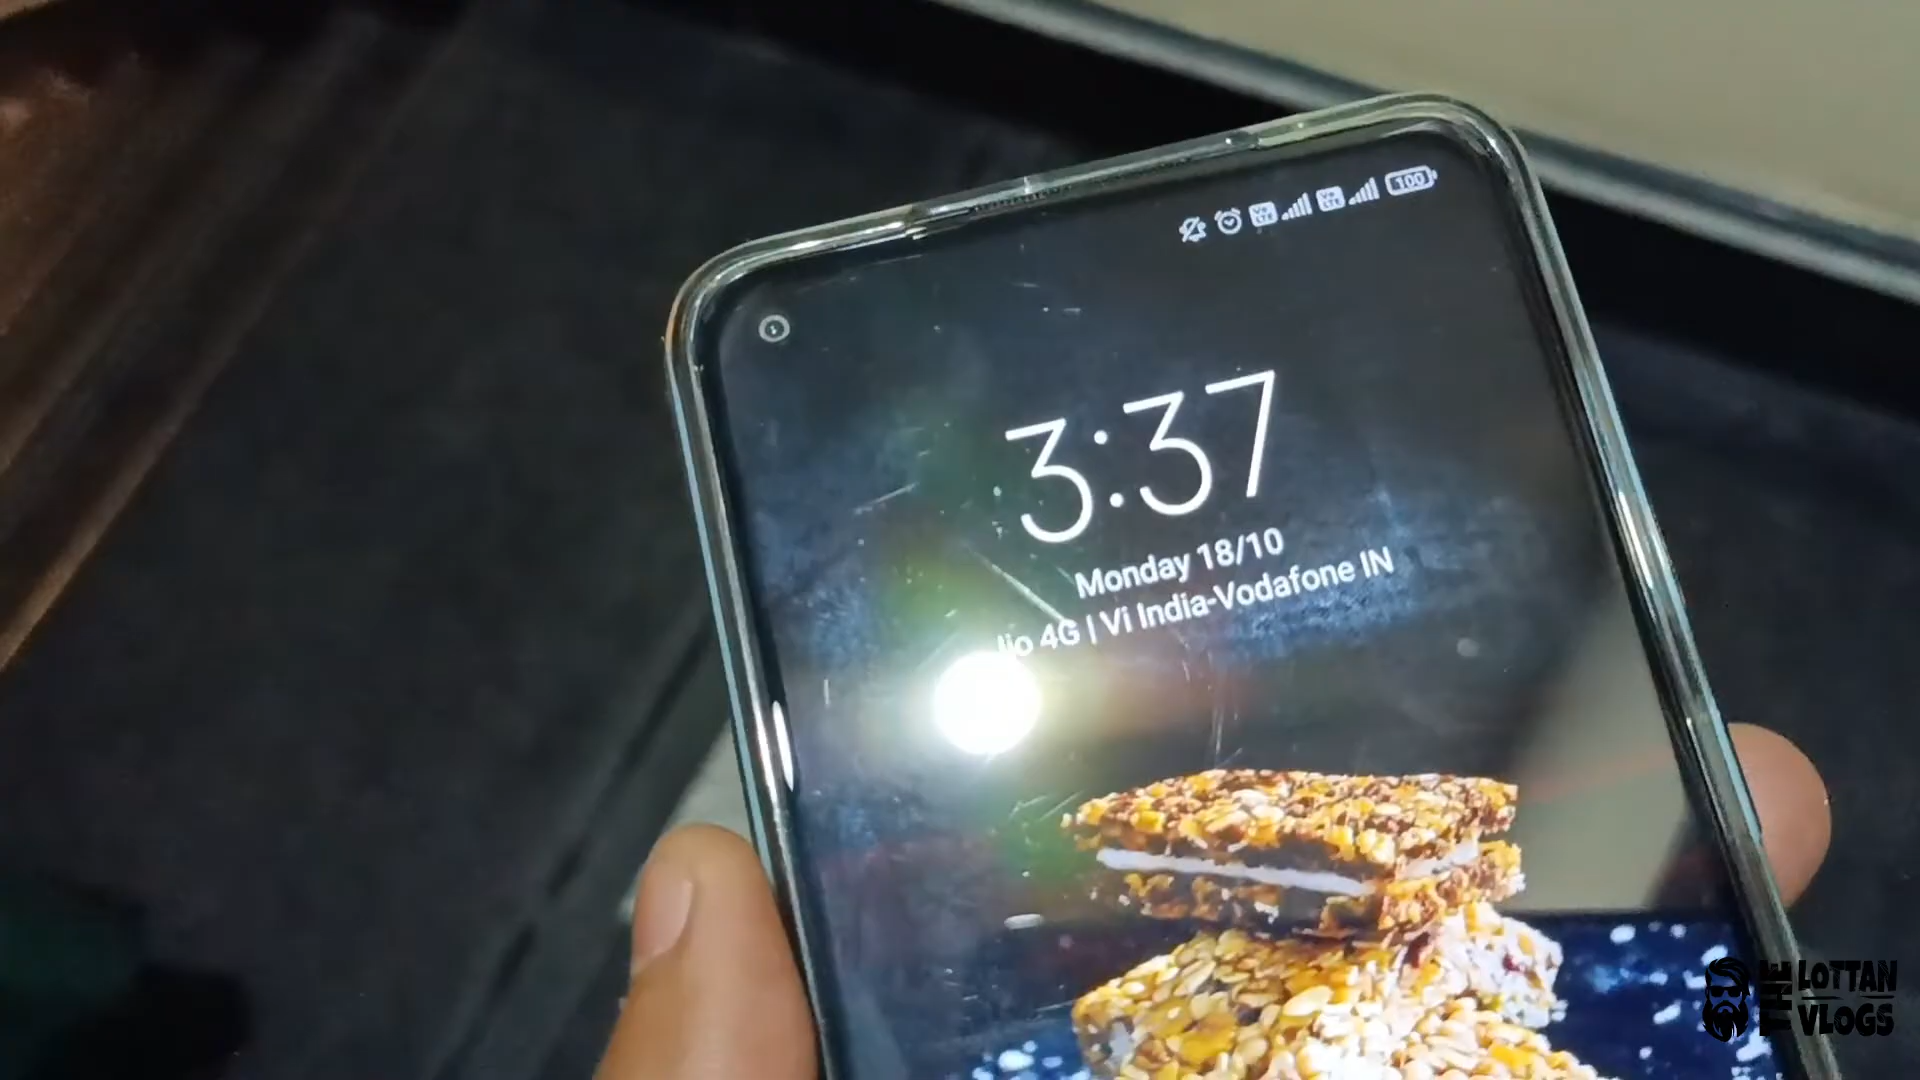 100
3:37
Monday 18/10
Jio 4G | Vi India-Vodafone IN
THE
LOTTAN
VLOGS